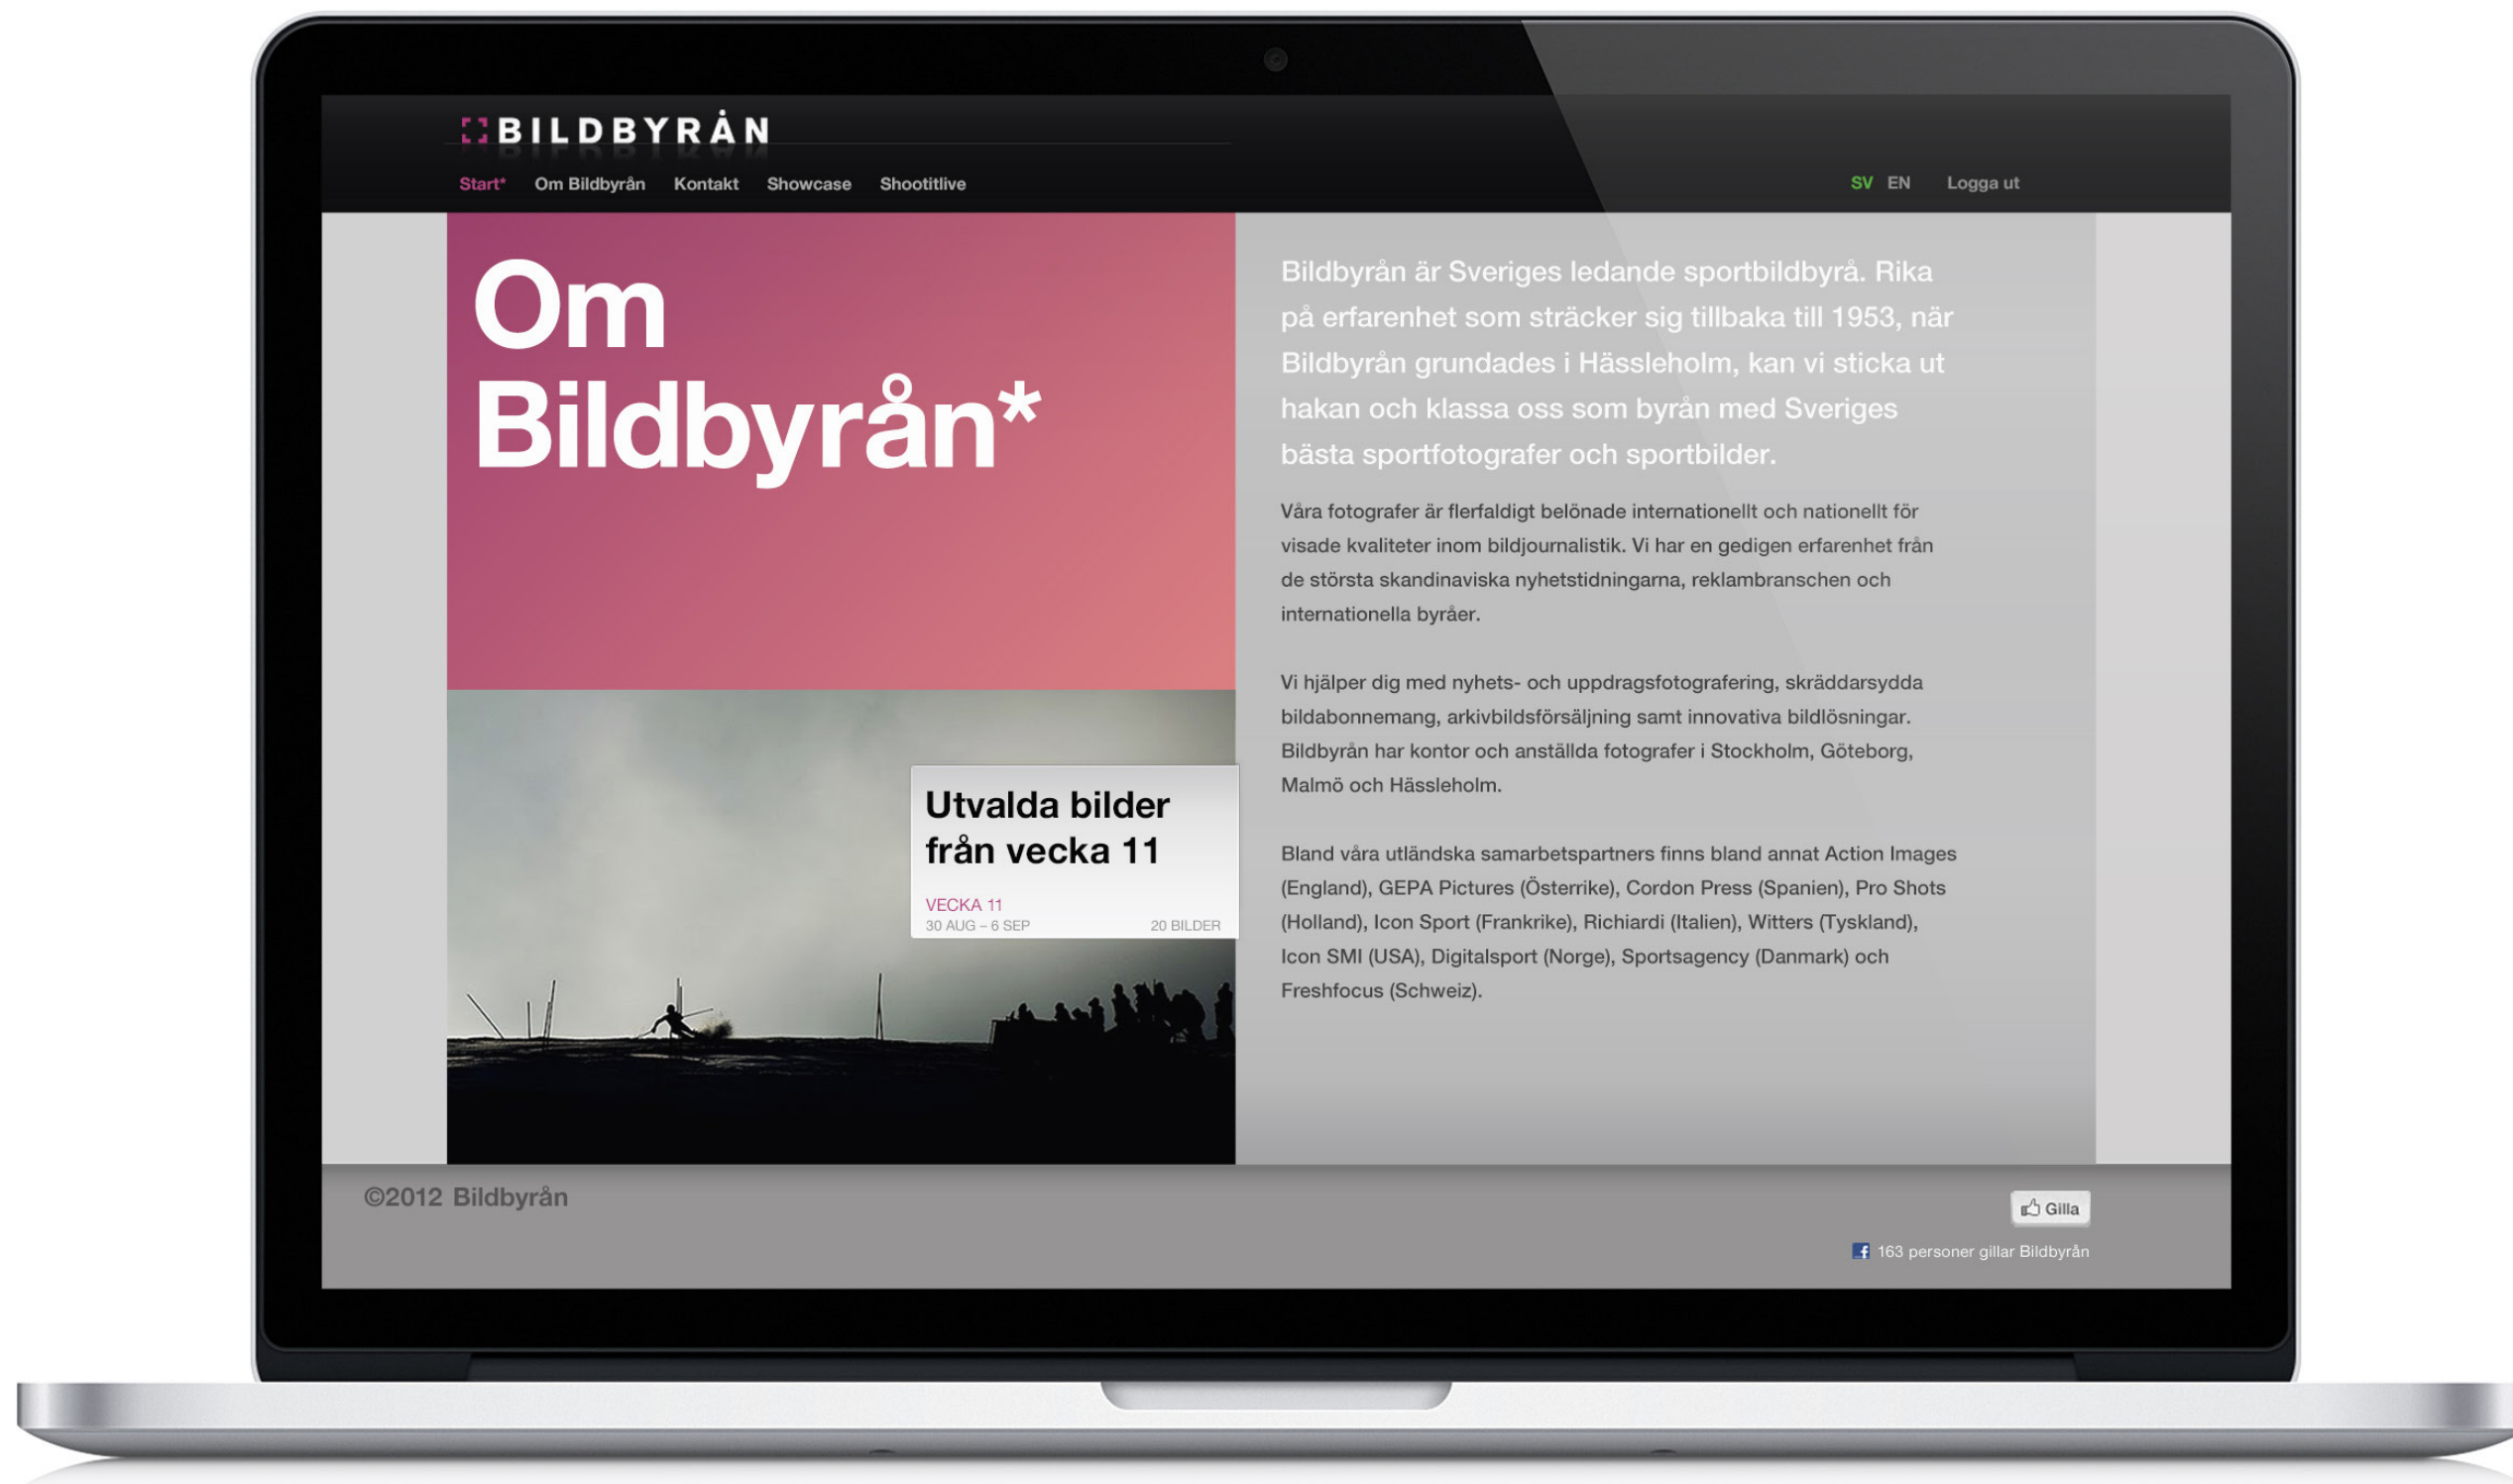 BILDBYRÅN
Start* Om Bildbyrån Kontakt Showcase Shootitlive
SV EN Logga ut
Om
Bildbyrån*
Utvalda bilder
från vecka 11
VECKA 11
30 AUG – 6 SEP 20 BILDER
Bildbyrån är Sveriges ledande sportbildbyrå. Rika
på erfarenhet som sträcker sig tillbaka till 1953, när
Bildbyrån grundades i Hässleholm, kan vi sticka ut
hakan och klassa oss som byrån med Sveriges
bästa sportfotografer och sportbilder.
Våra fotografer är flerfaldigt belönade internationellt och nationellt för
visade kvaliteter inom bildjournalistik. Vi har en gedigen erfarenhet från
de största skandinaviska nyhetstidningarna, reklambranschen och
internationella byråer.
Vi hjälper dig med nyhets- och uppdragsfotografering, skräddarsydda
bildabonnemang, arkivbildsförsäljning samt innovativa bildlösningar.
Bildbyrån har kontor och anställda fotografer i Stockholm, Göteborg,
Malmö och Hässleholm.
Bland våra utländska samarbetspartners finns bland annat Action Images
(England), GEPA Pictures (Österrike), Cordon Press (Spanien), Pro Shots
(Holland), Icon Sport (Frankrike), Richiardi (Italien), Witters (Tyskland),
Icon SMI (USA), Digitalsport (Norge), Sportsagency (Danmark) och
Freshfocus (Schweiz).
©2012 Bildbyrån
Gilla
163 personer gillar Bildbyrån